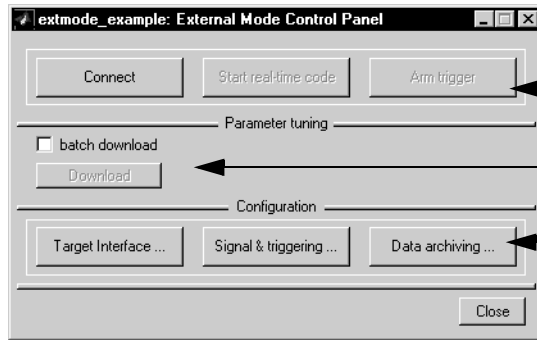 extmode_example: External Mode Control Panel
Connect Start real-time code Arm trigger
Parameter tuning
batch download
Download
Configuration
Target Interface ... Signal & triggering ... Data archiving ...
Close